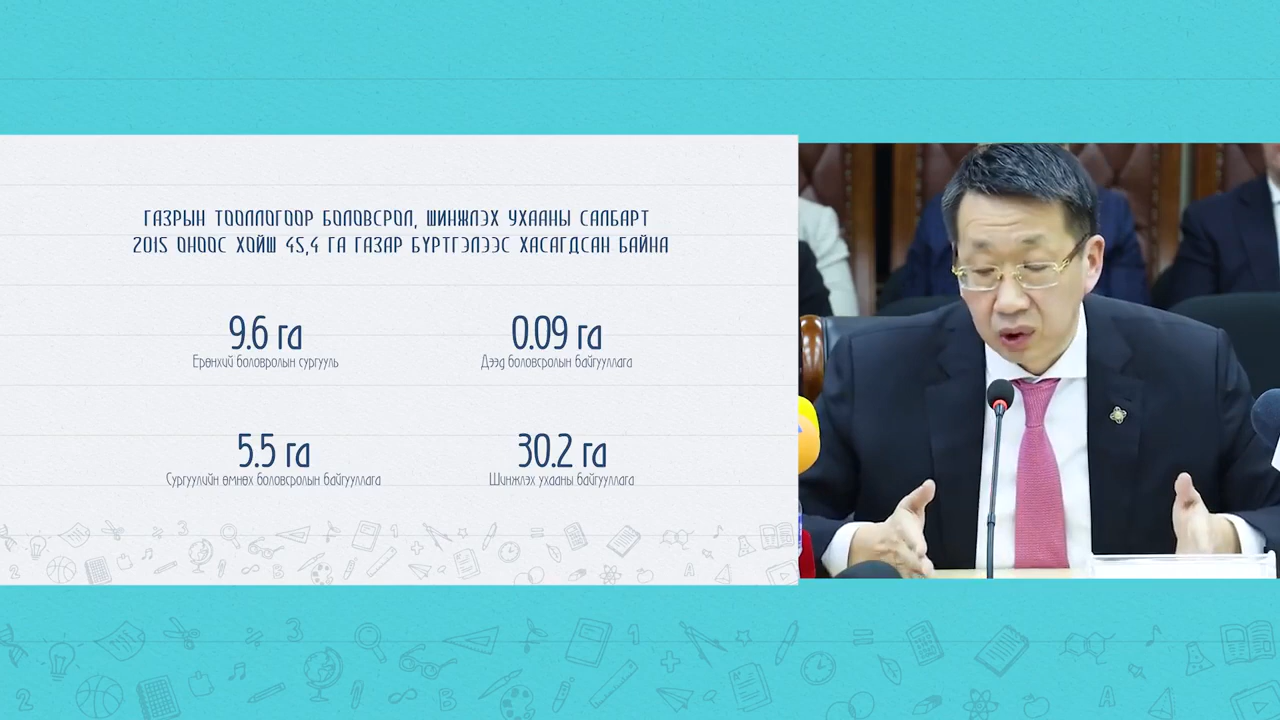 ГАЗРЫН ТООЛЛОГООР БОЛОВСРОЛ, ШИНЖЛЭХ УХААНЫ САЛБАРТ
2015 ОНООС ХОЙШ 45,4 ГА ГАЗАР БҮРТГЭЛЭЭС ХАСАГДСАН БАЙНА
9.6 га
Ерөнхий боловролын сургууль
0.09 га
Дээд боловсролын байгууллага
5.5 га
Сургуулийн өмнөх боловсролын байгууллага
30.2 га
Шинжлэх ухааны байгууллага